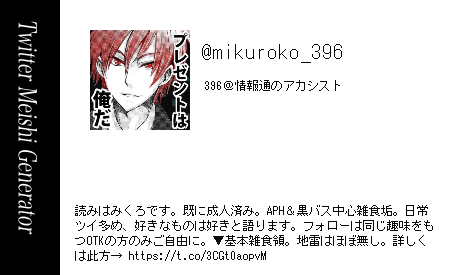 Twitter Meishi Generator
プレゼントは
俺だ
@mikuroko_396
396@情報通のアカシスト
読みはみくろです。既に成人済み。APH&黒バス中心雑食垢。日常
ツイ多め、好きなものは好きと語ります。フォローは同じ趣味をも
つOTKの方のみご自由に。▼基本雑食領。地雷はほぼ無し。詳しく
は此方→ https://t.co/3CGtOaopvM